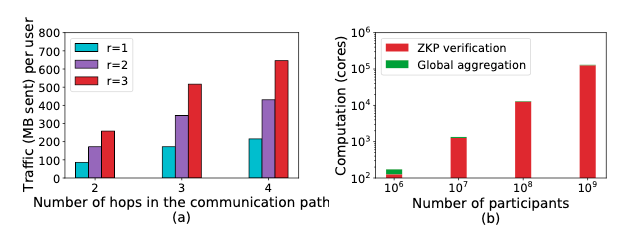 Traffic (MB sent) per user
800
700
600
500
400
300
200
100
0
r=1
r=2
r=3
2 3 4
Number of hops in the communication path
(a)
Computation (cores)
10^6
10^5
10^4
10^3
10^2
ZKP verification
Global aggregation
10^6 10^7 10^8 10^9
Number of participants
(b)